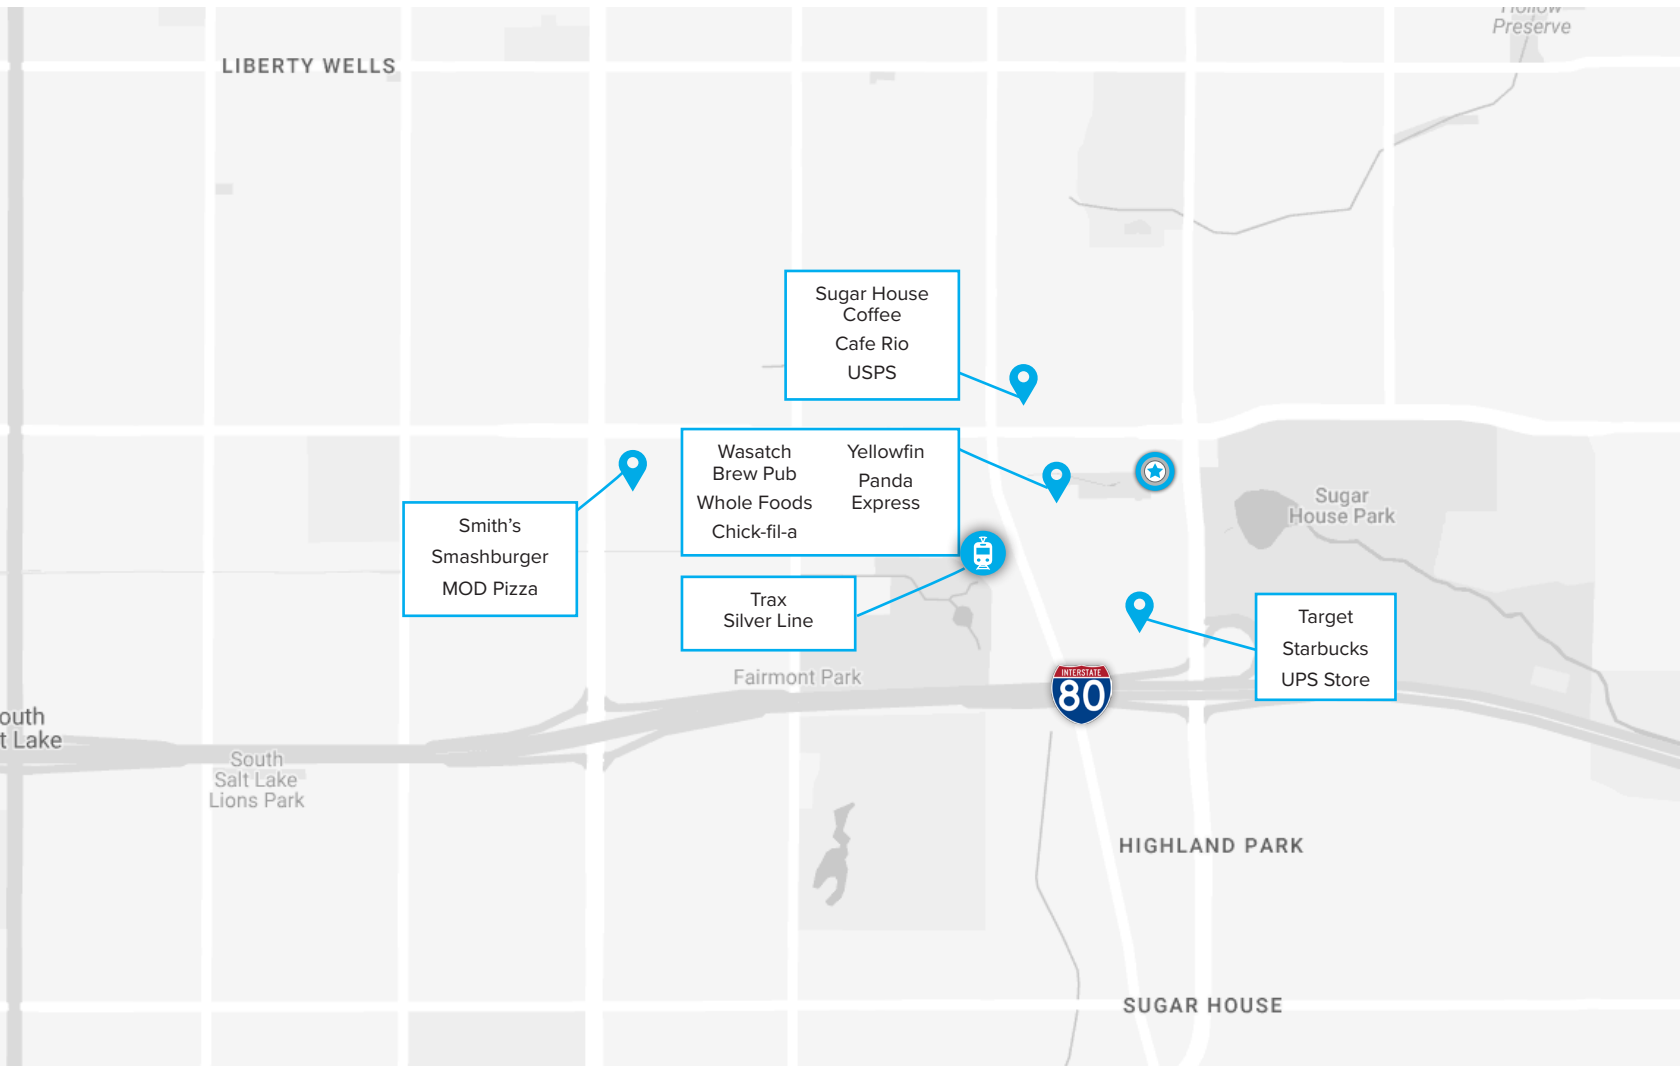 Hollow
Preserve
LIBERTY WELLS
Sugar House
Coffee
Cafe Rio
USPS
Wasatch
Brew Pub
Whole Foods
Chick-fil-a
Yellowfin
Panda
Express
Sugar
House Park
Smith's
Smashburger
MOD Pizza
Trax
Silver Line
Target
Starbucks
UPS Store
Fairmont Park
INTERSTATE
80
outh
t Lake
South
Salt Lake
Lions Park
HIGHLAND PARK
SUGAR HOUSE